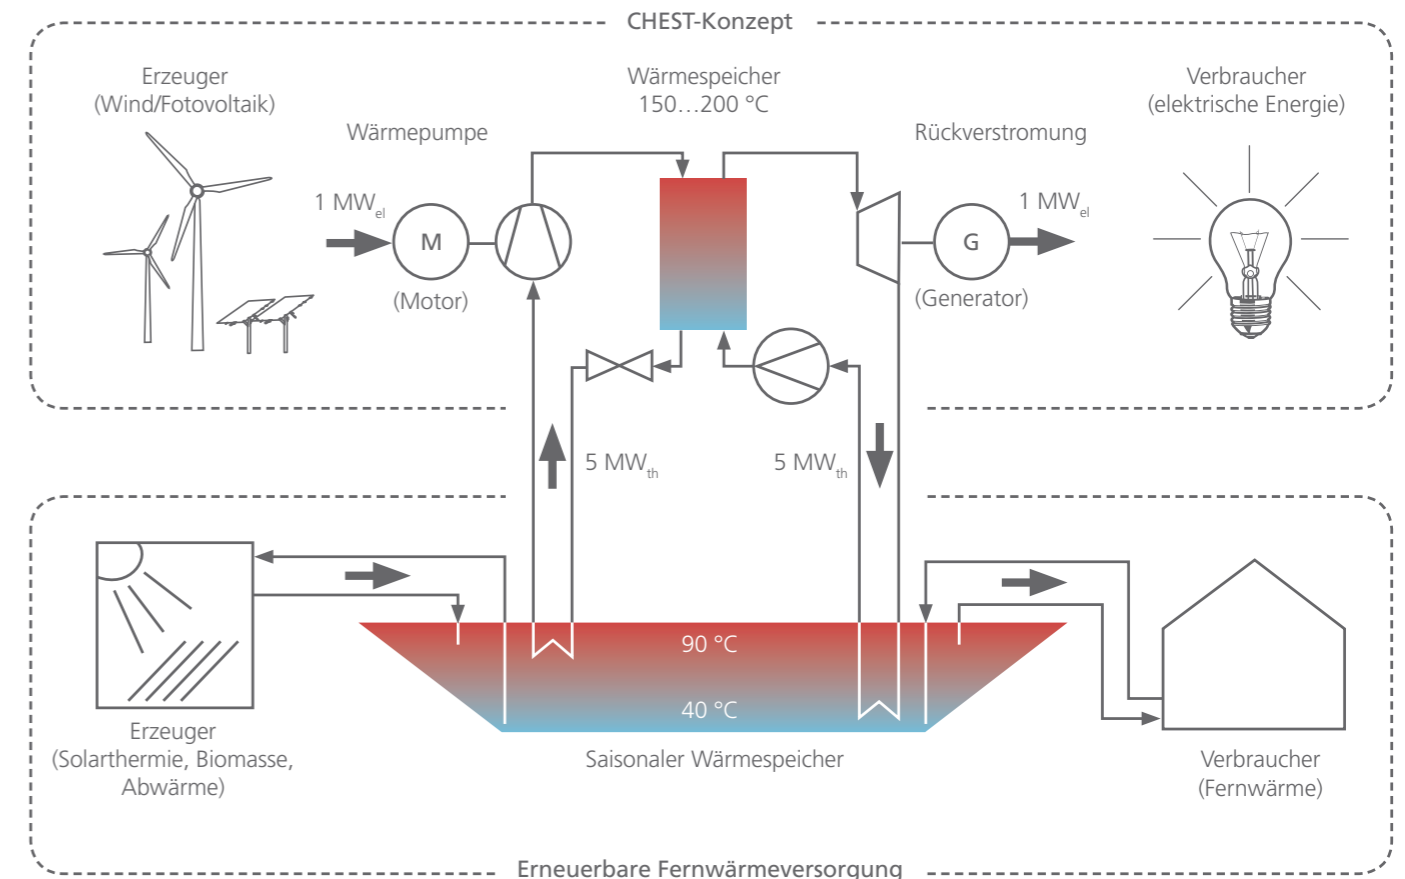 CHEST-Konzept
Erzeuger
(Wind/Fotovoltaik)
Wärmespeicher
150…200 °C
Verbraucher
(elektrische Energie)
Wärmepumpe
Rückverstromung
1 MWel
M
(Motor)
G
(Generator)
1 MWel
5 MWth
5 MWth
90 °C
40 °C
Erzeuger
(Solarthermie, Biomasse,
Abwärme)
Saisonaler Wärmespeicher
Verbraucher
(Fernwärme)
Erneuerbare Fernwärmeversorgung